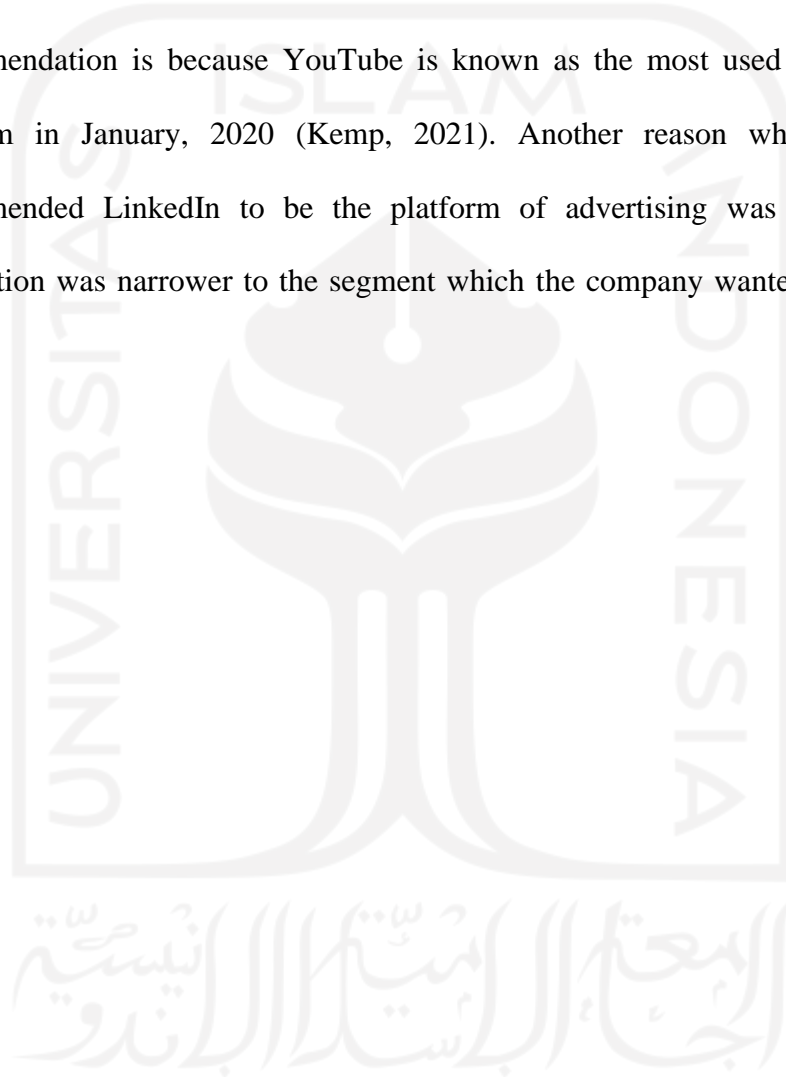 ISLAM
nendation is because YouTube is known as the most used
n in January, 2020 (Kemp, 2021). Another reason wh
nended LinkedIn to be the platform of advertising was
tion was narrower to the segment which the company wante
UNIVERSITAS
INDONESIA